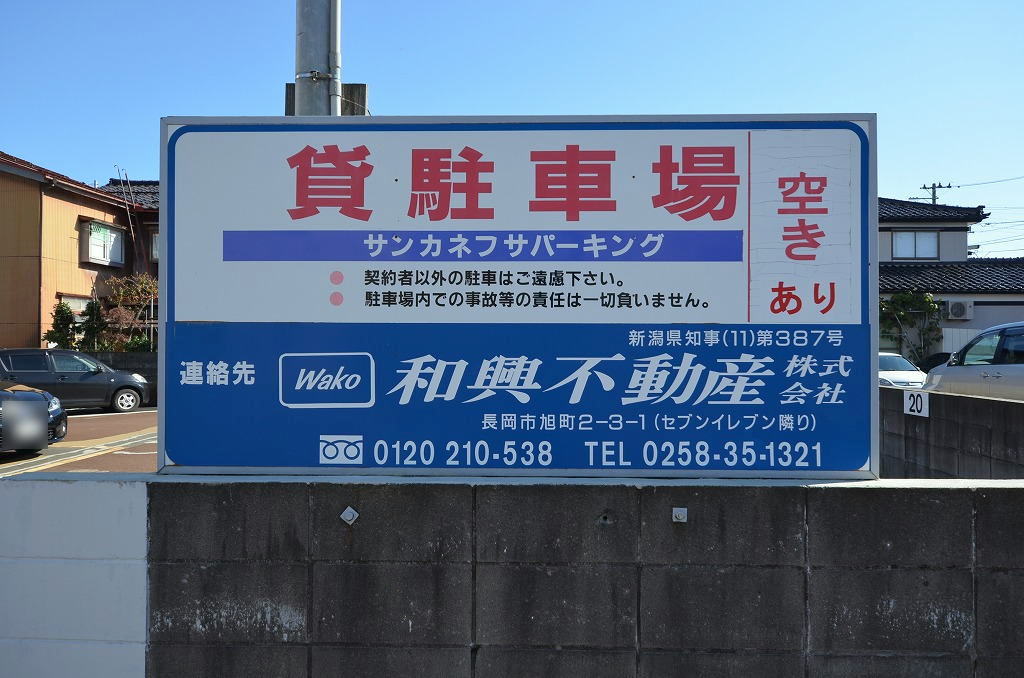 貸駐車場
サンカネフサパーキング
● 契約者以外の駐車はご遠慮下さい。
● 駐車場内での事故等の責任は一切負いません。
空き
あり
新潟県知事(11)第387号
連絡先 Wako 和興不動産 株式会社
長岡市旭町2-3-1(セブンイレブン隣り)
0120 210-538 TEL 0258-35-1321
20